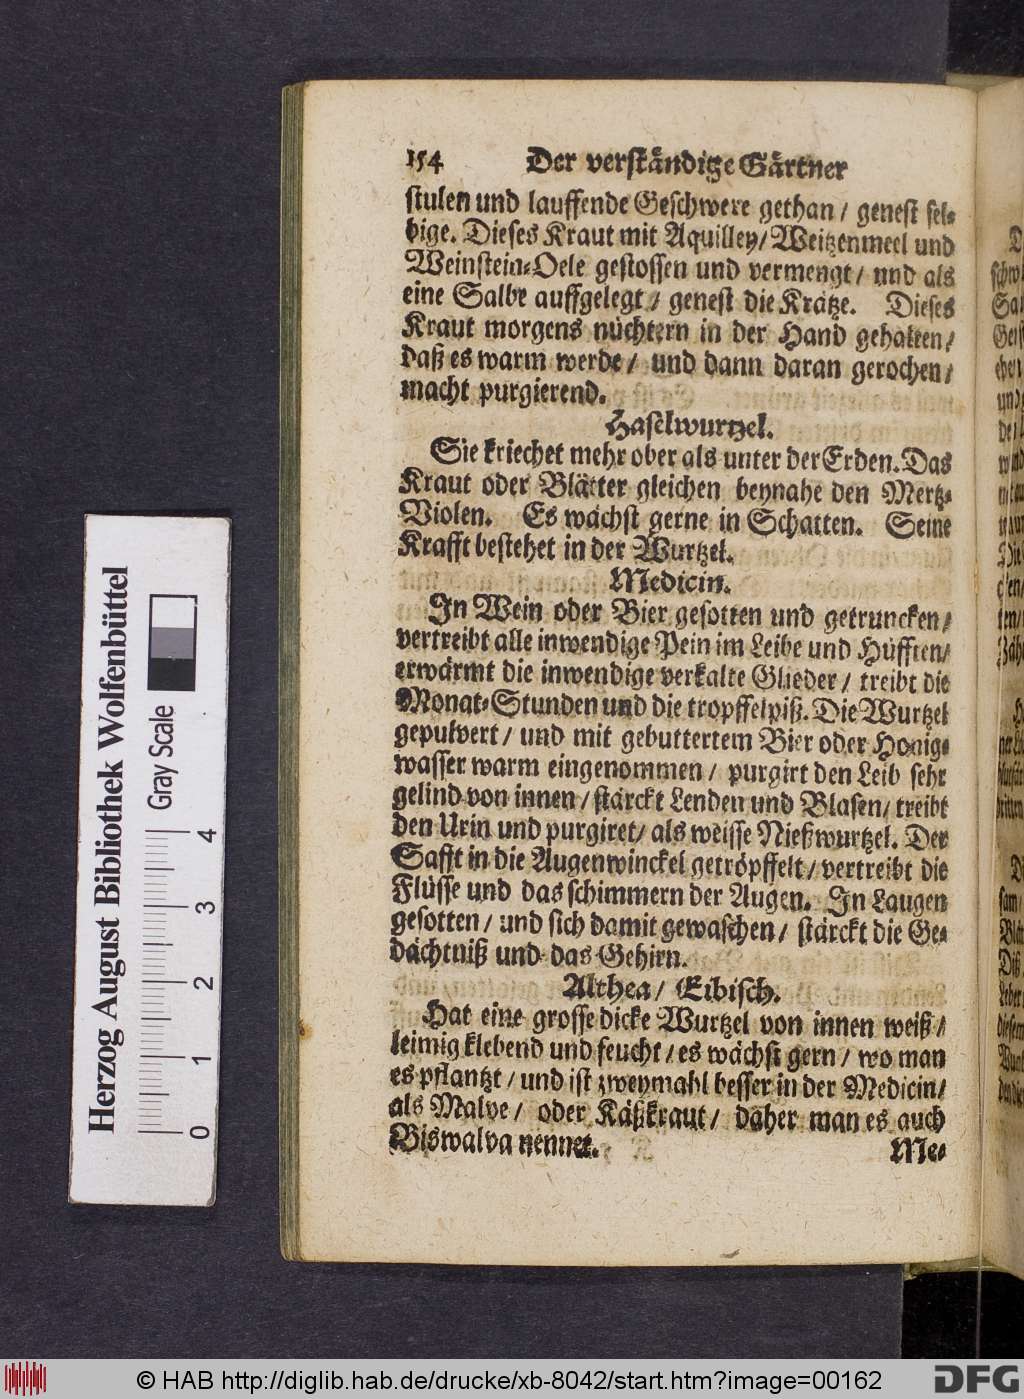 154 Der verständige Gärtner
stulen und lauffende Geschwere gethan / genest sel-
bige. Dieses Kraut mit Aquilley / Weitzenmeel und
Weinstein-Oele gestossen und vermengt / und als
eine Salbe auffgelegt / genest die Krätze. Dieses
Kraut morgens nüchtern in der Hand gehalten /
daß es warm werde / und dann daran gerochen /
macht purgierend.
Haselwurtzel.
Sie kriechet mehr ober als unter der Erden. Das
Kraut oder Blätter gleichen beynahe den Mertz-
Violen. Es wächst gerne in Schatten. Seine
Krafft bestehet in der Wurtzel.
Medicin.
In Wein oder Bier gesotten und getruncken /
vertreibt alle inwendige Pein im Leibe und Hüfften /
erwärmt die inwendige verkalte Glieder / treibt die
Monat-Stunden und die tropffelpiß. Die Wurtzel
gepulvert / und mit gebuttertem Bier oder Honig-
wasser warm eingenommen / purgirt den Leib sehr
gelind von innen / stärckt Lenden und Blasen / treibt
den Urin und purgiret / als weisse Nießwurtzel. Der
Safft in die Augenwinckel getröpffelt / vertreibt die
Flüsse und das schimmern der Augen. In Laugen
gesotten / und sich damit gewaschen / stärckt die Ge-
dächtniß und das Gehirn.
Althea / Eibisch.
Hat eine grosse dicke Wurtzel von innen weiß /
leimig klebend und feucht / es wächst gern / wo man
es pflantzt / und ist zweymahl besser in der Medicin /
als Malve / oder Käßkraut / daher man es auch
Biswalva nennet.
Me-
Herzog August Bibliothek Wolfenbüttel
Gray Scale
0 1 2 3 4
© HAB http://diglib.hab.de/drucke/xb-8042/start.htm?image=00162
DFG